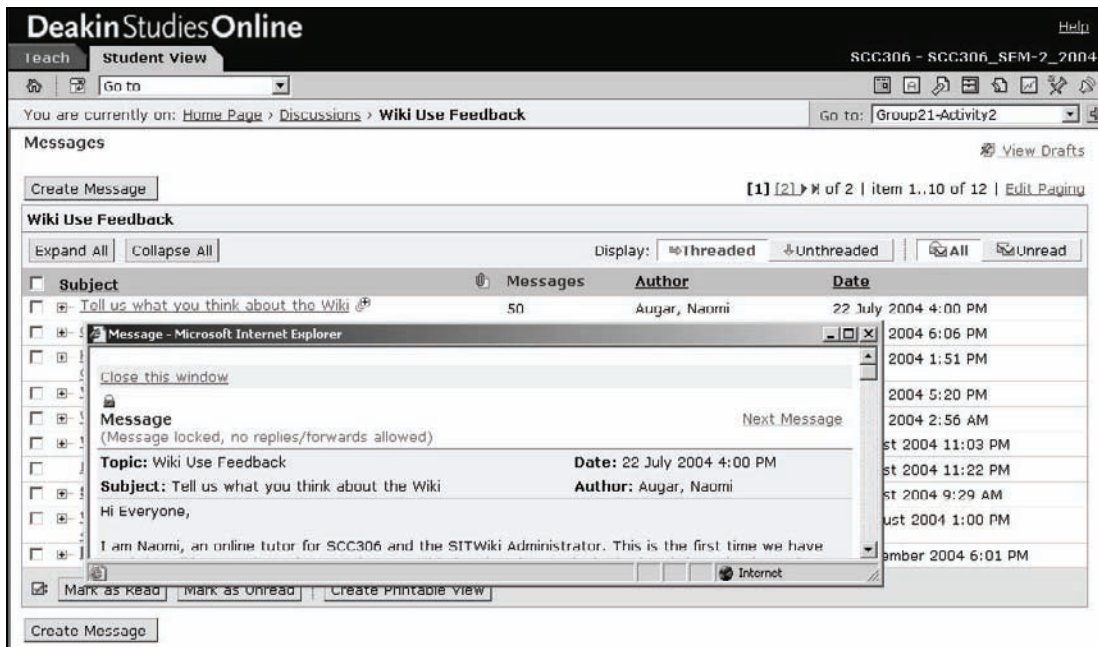 Deakin Studies Online
Help
Teach Student View SCC306 - SCC306_SEM-2_2004
Go to
You are currently on: Home Page › Discussions › Wiki Use Feedback Go to: Group21-Activity2
Messages
View Drafts
Create Message [1] [2] of 2 | item 1..10 of 12 | Edit Paging
Wiki Use Feedback
Expand All Collapse All Display: Threaded Unthreaded All Unread
Subject Messages Author Date
Tell us what you think about the Wiki 50 Augar, Naomi 22 July 2004 4:00 PM
2004 6:06 PM
Message - Microsoft Internet Explorer
2004 1:51 PM
Close this window
2004 5:20 PM
Message Next Message 2004 2:56 AM
(Message locked, no replies/forwards allowed)
st 2004 11:03 PM
Topic: Wiki Use Feedback Date: 22 July 2004 4:00 PM
st 2004 11:22 PM
Subject: Tell us what you think about the Wiki Author: Augar, Naomi
st 2004 9:29 AM
Hi Everyone,
ust 2004 1:00 PM
I am Naomi, an online tutor for SCC306 and the SITWiki Administrator. This is the first time we have
ember 2004 6:01 PM
Internet
Mark as Read Mark as Unread Create Printable View
Create Message